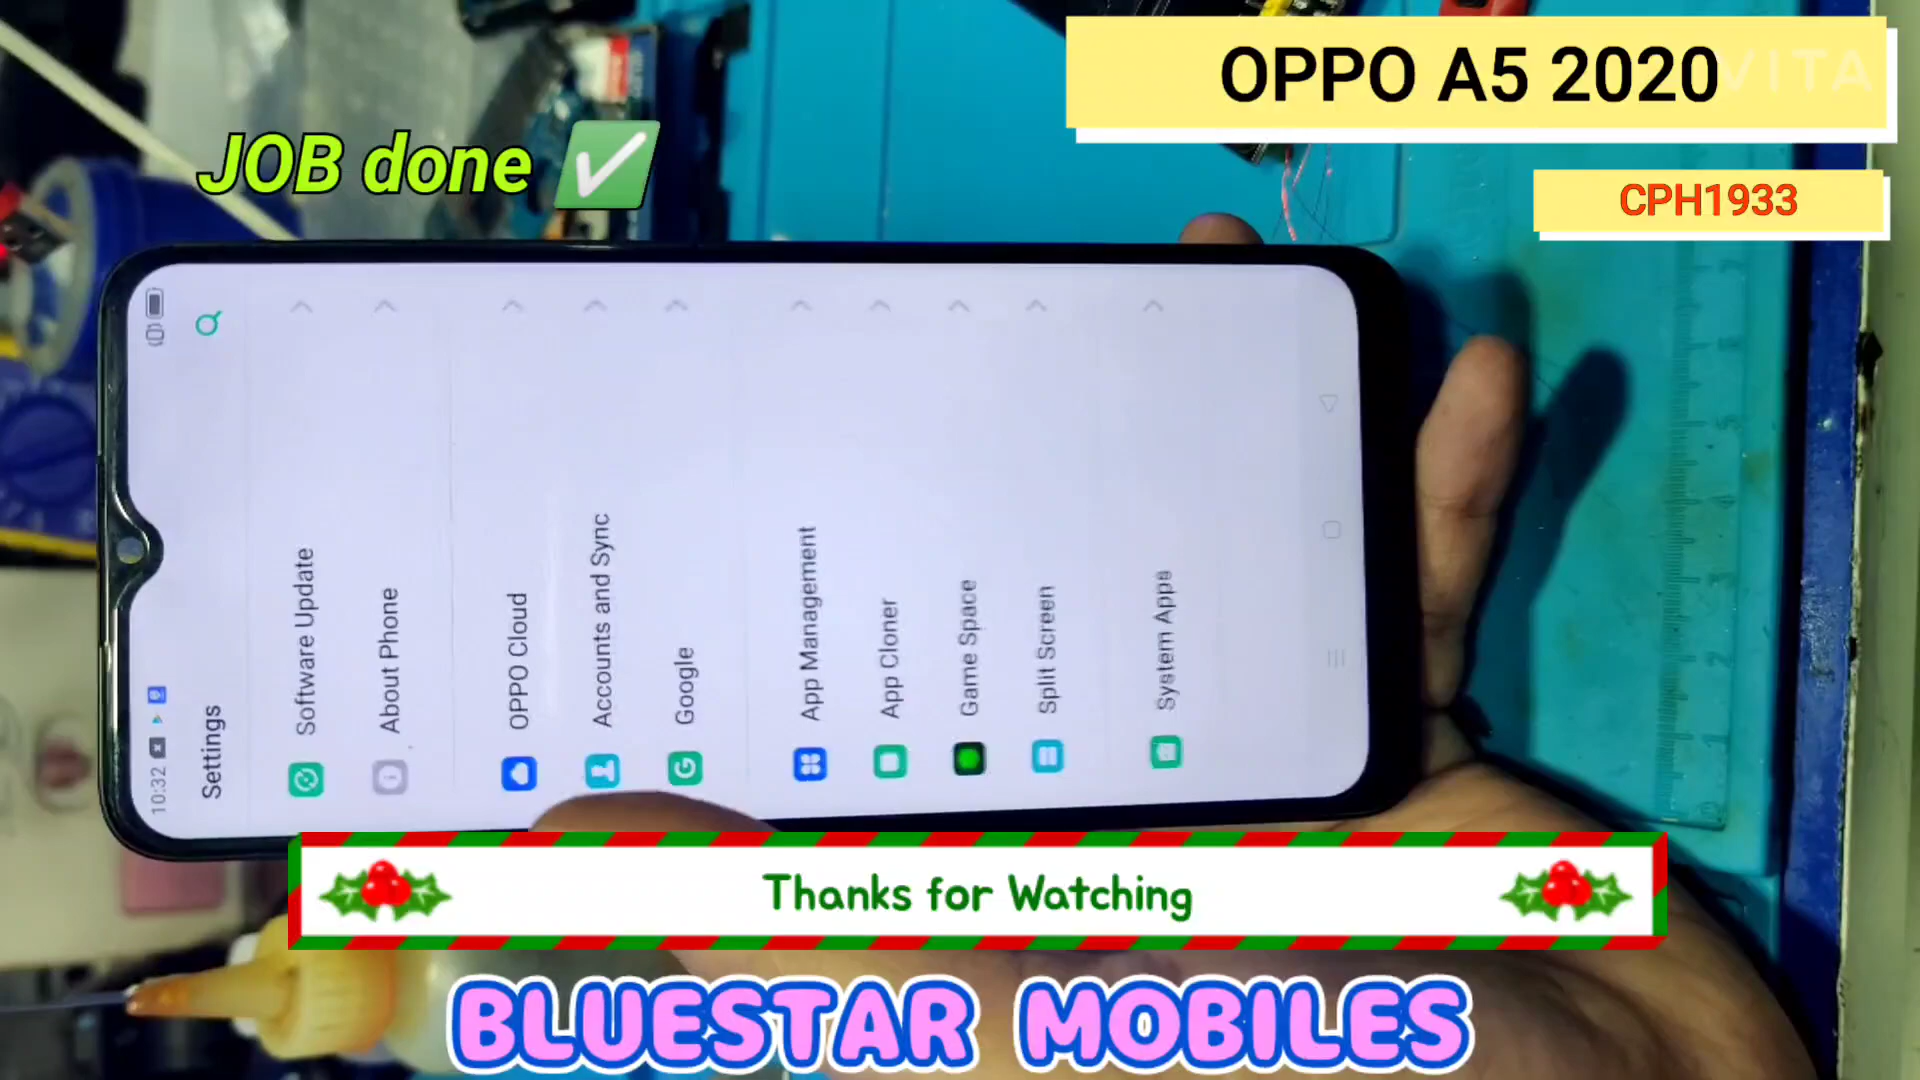 OPPO A5 2020
VITA
CPH1933
JOB done ✅
10:32
Settings
Software Update
About Phone
OPPO Cloud
Accounts and Sync
Google
App Management
App Cloner
Game Space
Split Screen
System Apps
Thanks for Watching
BLUESTAR MOBILES